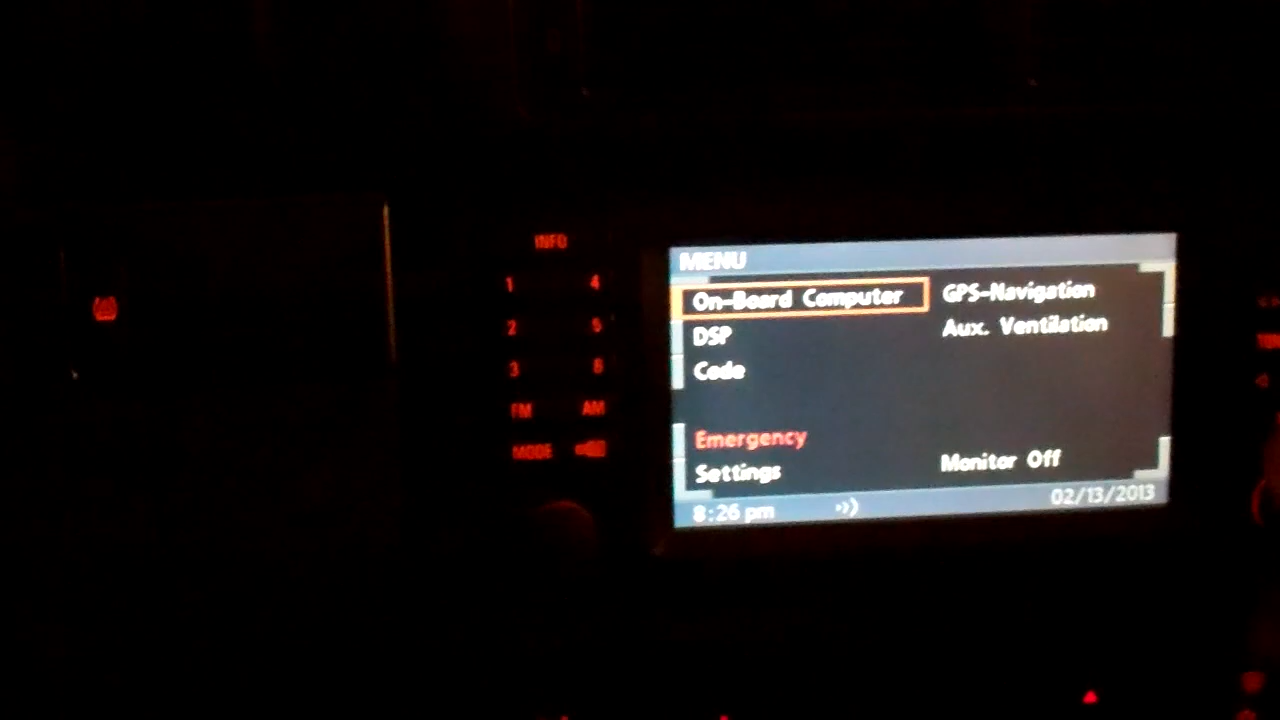 INFO
1 4
2 5
3 6
FM AM
MODE
MENU
On-Board Computer GPS-Navigation
DSP Aux. Ventilation
Code
Emergency
Settings Monitor Off
8:26 pm 02/13/2013